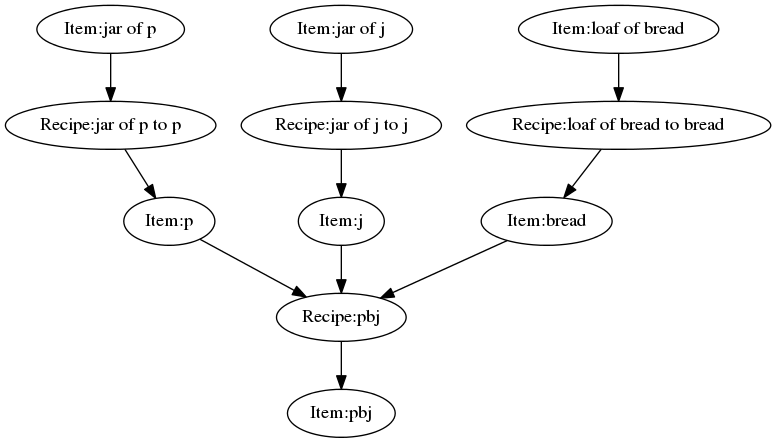 Item:jar of p
Item:jar of j
Item:loaf of bread
Recipe:jar of p to p
Recipe:jar of j to j
Recipe:loaf of bread to bread
Item:p
Item:j
Item:bread
Recipe:pbj
Item:pbj